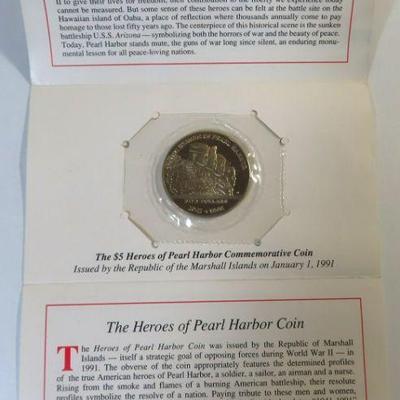 II to give their lives for freedom, their contribution to the liberty we experience today
cannot be measured. But some sense of these heroes can be felt at the battle site on the
Hawaiian island of Oahu, a place of reflection where thousands annually come to pay
homage to those lost fifty years ago. The centerpiece of this historical scene is the sunken
battleship U.S.S. Arizona — symbolizing both the horrors of war and the beauty of peace.
Today, Pearl Harbor stands mute, the guns of war long since silent, an enduring monu-
mental lesson for all peace-loving nations.
HEROES OF PEARL HARBOR
FIVE DOLLARS
The $5 Heroes of Pearl Harbor Commemorative Coin
Issued by the Republic of the Marshall Islands on January 1, 1991
The Heroes of Pearl Harbor Coin
The Heroes of Pearl Harbor Coin was issued by the Republic of Marshall
Islands — itself a strategic goal of opposing forces during World War II — in
1991. The obverse of the coin appropriately features the determined profiles
of the true American heroes of Pearl Harbor, a soldier, a sailor, an airman and a nurse.
Rising from the smoke and flames of a burning American battleship, their resolute
profiles symbolize the resolve of a nation. Paying tribute to these men and women,